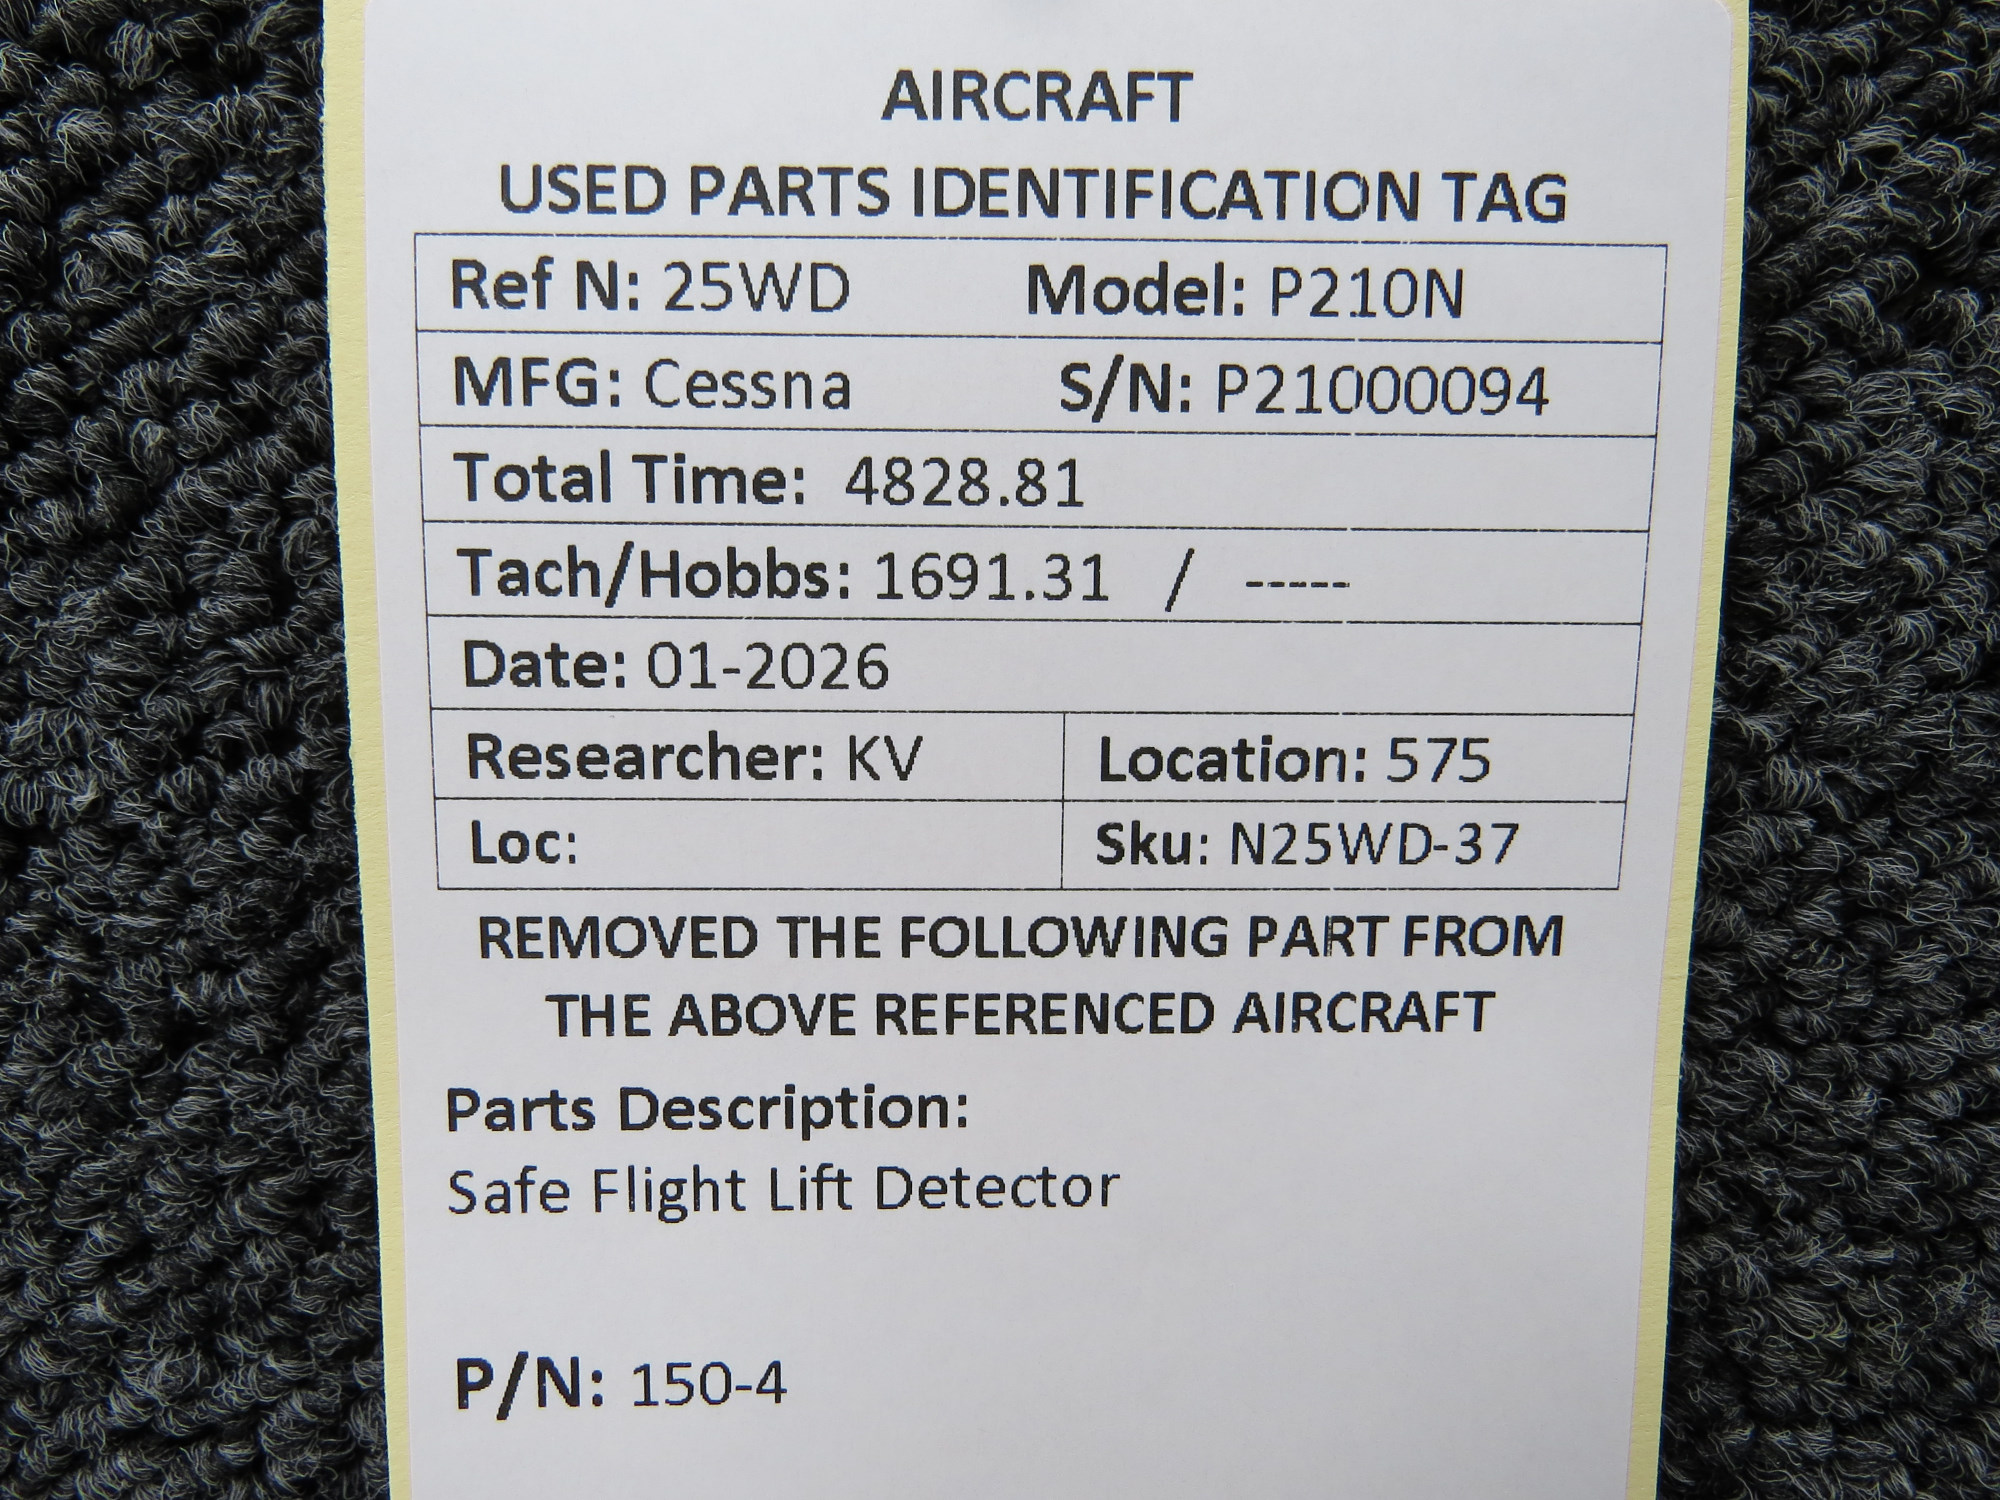 AIRCRAFT
USED PARTS IDENTIFICATION TAG
Ref N: 25WD Model: P210N
MFG: Cessna S/N: P21000094
Total Time: 4828.81
Tach/Hobbs: 1691.31 / -----
Date: 01-2026
Researcher: KV Location: 575
Loc: Sku: N25WD-37
REMOVED THE FOLLOWING PART FROM
THE ABOVE REFERENCED AIRCRAFT
Parts Description:
Safe Flight Lift Detector
P/N: 150-4